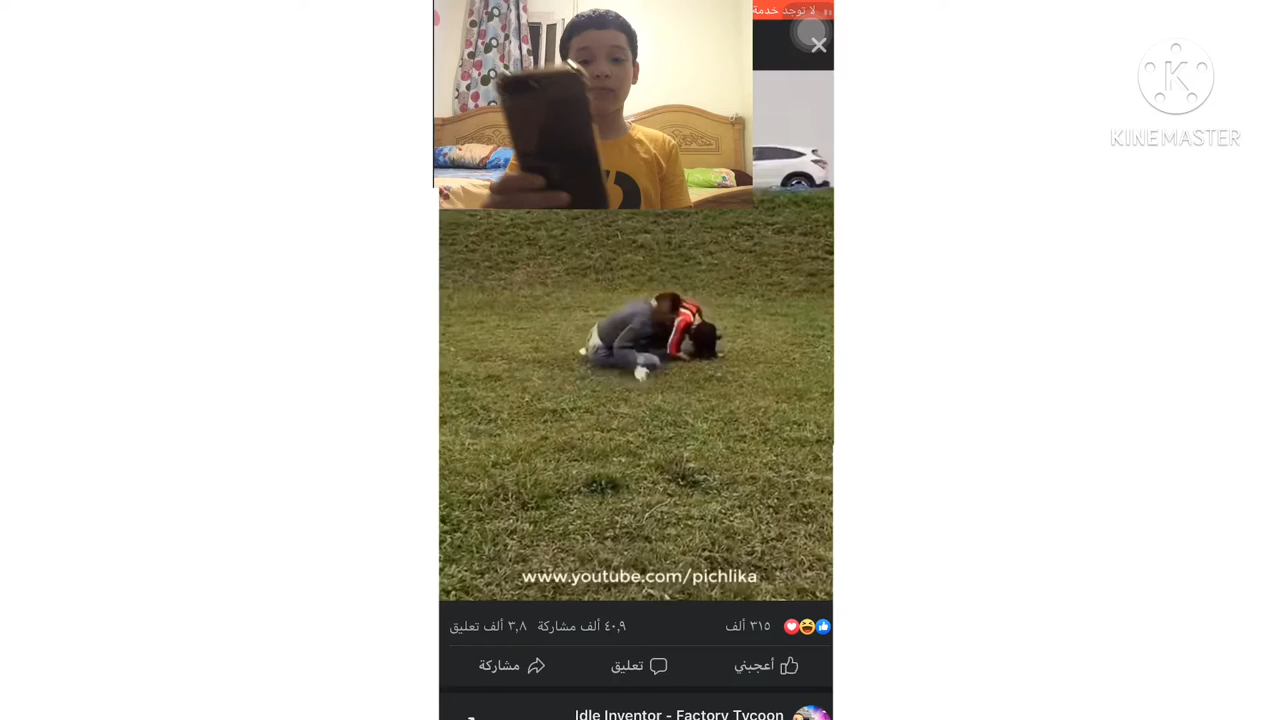 لا توجد خدمة
KINEMASTER
www.youtube.com/pichlika
٣١٥ ألف
٤٠,٩ ألف مشاركة
٣,٨ ألف تعليق
أعجبني
تعليق
مشاركة
Idle Inventor - Factory Tycoon